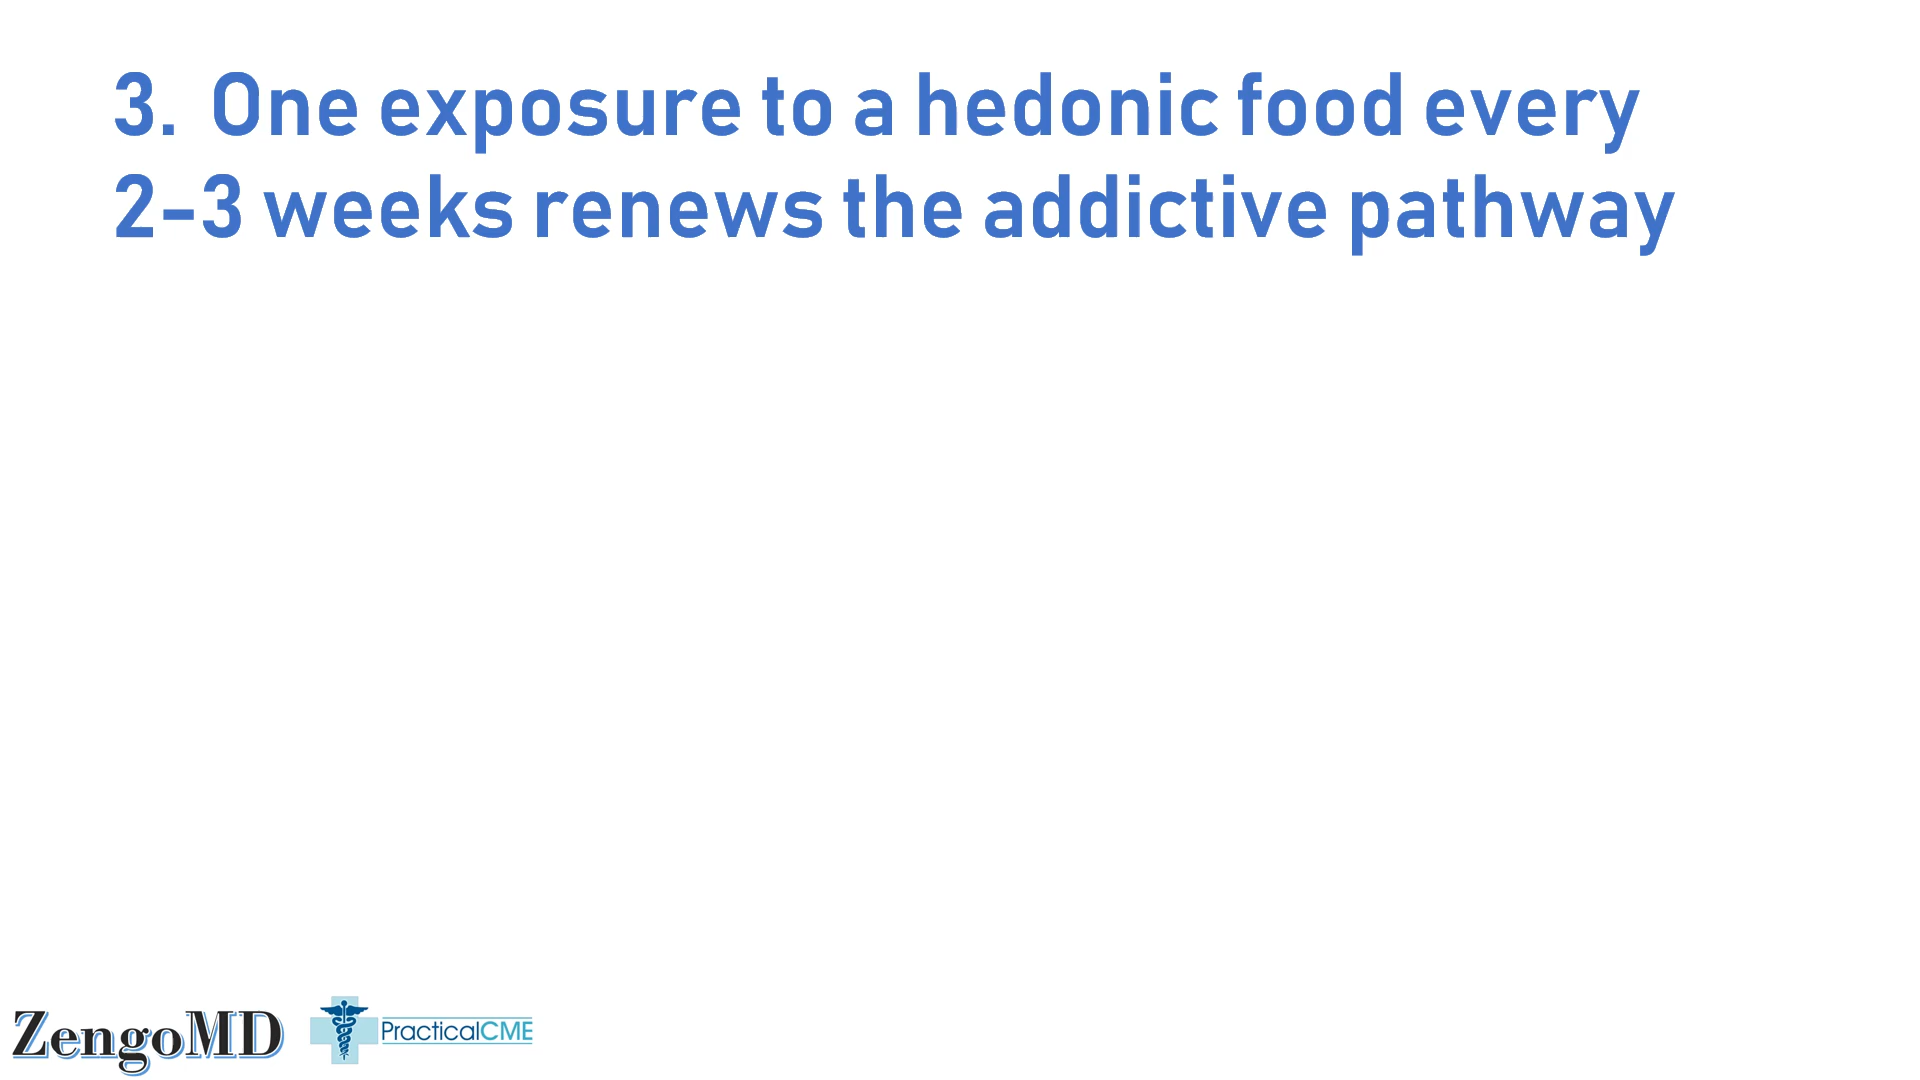 3. One exposure to a hedonic food every
2-3 weeks renews the addictive pathway
ZengoMD
PracticalCME